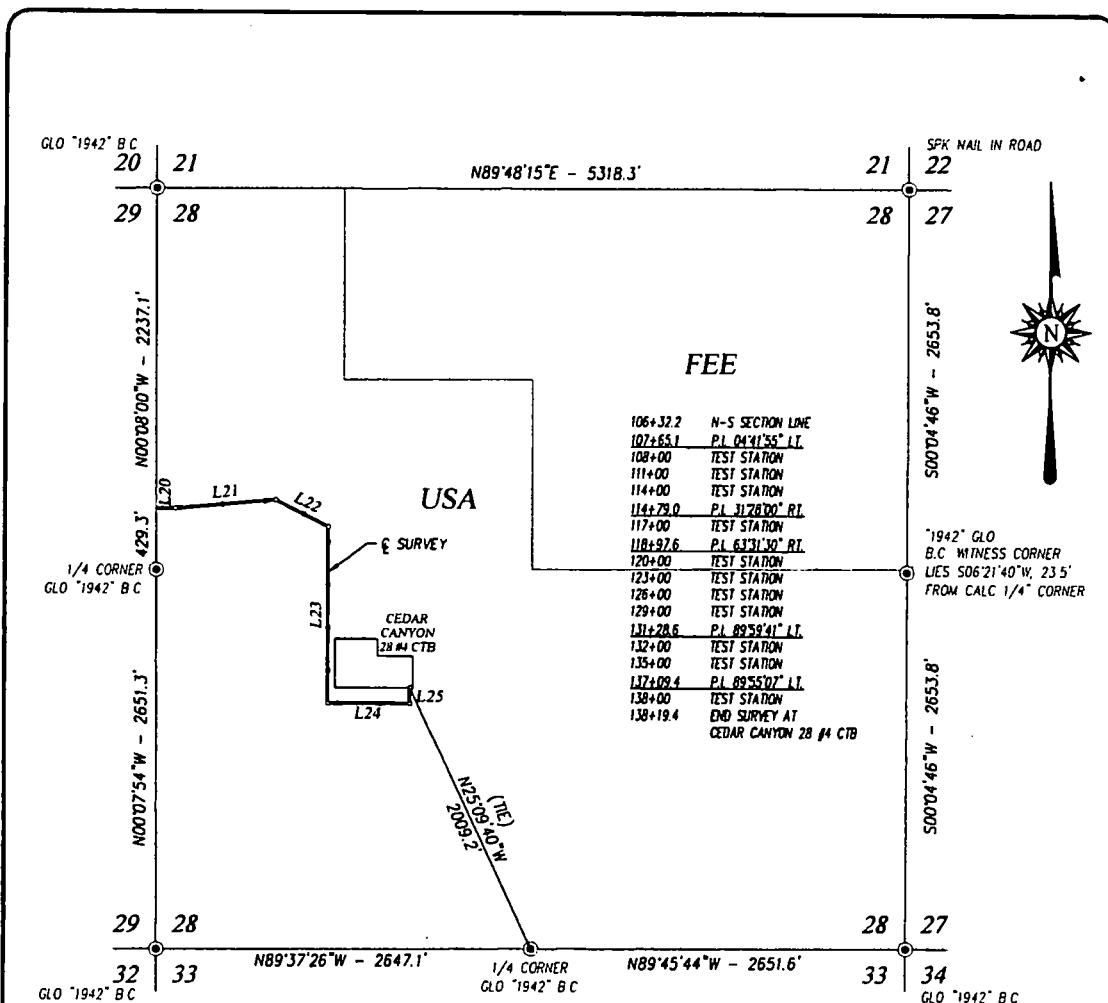 GLO "1942" B C
SPK NAIL IN ROAD
20 21
N89°48'15"E - 5318.3'
21 22
29 28
28 27
N00°08'00"W - 2237.1'
S00°04'46"W - 2653.8'
N
FEE
106+32.2 N-S SECTION LINE
107+65.1 P.I. 04°41'55" LT.
108+00 TEST STATION
111+00 TEST STATION
114+00 TEST STATION
114+79.0 P.I. 31°28'00" RT.
117+00 TEST STATION
118+97.6 P.I. 63°31'30" RT.
120+00 TEST STATION
123+00 TEST STATION
126+00 TEST STATION
129+00 TEST STATION
131+28.6 P.I. 89°59'41" LT.
132+00 TEST STATION
135+00 TEST STATION
137+09.4 P.I. 89°55'07" LT.
138+00 TEST STATION
138+19.4 END SURVEY AT
CEDAR CANYON 28 #4 CTB
USA
L20
L21
L22
℄ SURVEY
429.3'
1/4 CORNER
GLO "1942" B C
"1942" GLO
B.C. WITNESS CORNER
LIES S06°21'40"W, 23.5'
FROM CALC 1/4" CORNER
L23
CEDAR
CANYON
28 #4 CTB
L25
L24
N00°07'54"W - 2651.3'
(TIE)
N25°09'40"W
2009.2'
S00°04'46"W - 2653.8'
29 28
28 27
N89°37'26"W - 2647.1'
N89°45'44"W - 2651.6'
32 33
1/4 CORNER
GLO "1942" B C
33 34
GLO "1942" B C
GLO "1942" B C